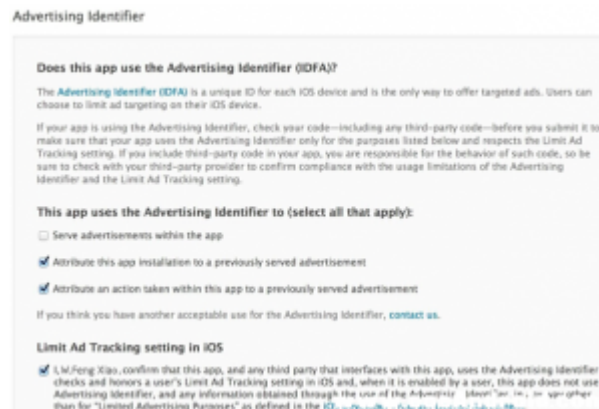 Advertising Identifier
Does this app use the Advertising Identifier (IDFA)?
The Advertising Identifier (IDFA) is a unique ID for each iOS device and is the only way to offer targeted ads. Users can
choose to limit ad targeting on their iOS device.
If your app is using the Advertising Identifier, check your code—including any third-party code—before you submit it to
make sure that your app uses the Advertising Identifier only for the purposes listed below and respects the Limit Ad
Tracking setting. If you include third-party code in your app, you are responsible for the behavior of such code, so be
sure to check with your third-party provider to confirm compliance with the usage limitations of the Advertising
Identifier and the Limit Ad Tracking setting.
This app uses the Advertising Identifier to (select all that apply):
Serve advertisements within the app
Attribute this app installation to a previously served advertisement
Attribute an action taken within this app to a previously served advertisement
If you think you have another acceptable use for the Advertising Identifier, contact us.
Limit Ad Tracking setting in iOS
Feng Xiao, confirm that this app, and any third party that interfaces with this app, uses the Advertising Identifier
checks and honors a user's Limit Ad Tracking setting in iOS and, when it is enabled by a user, this app does not use
Advertising Identifier, and any information obtained through the use of the
than for "Limited Advertising Purposes" as defined in the